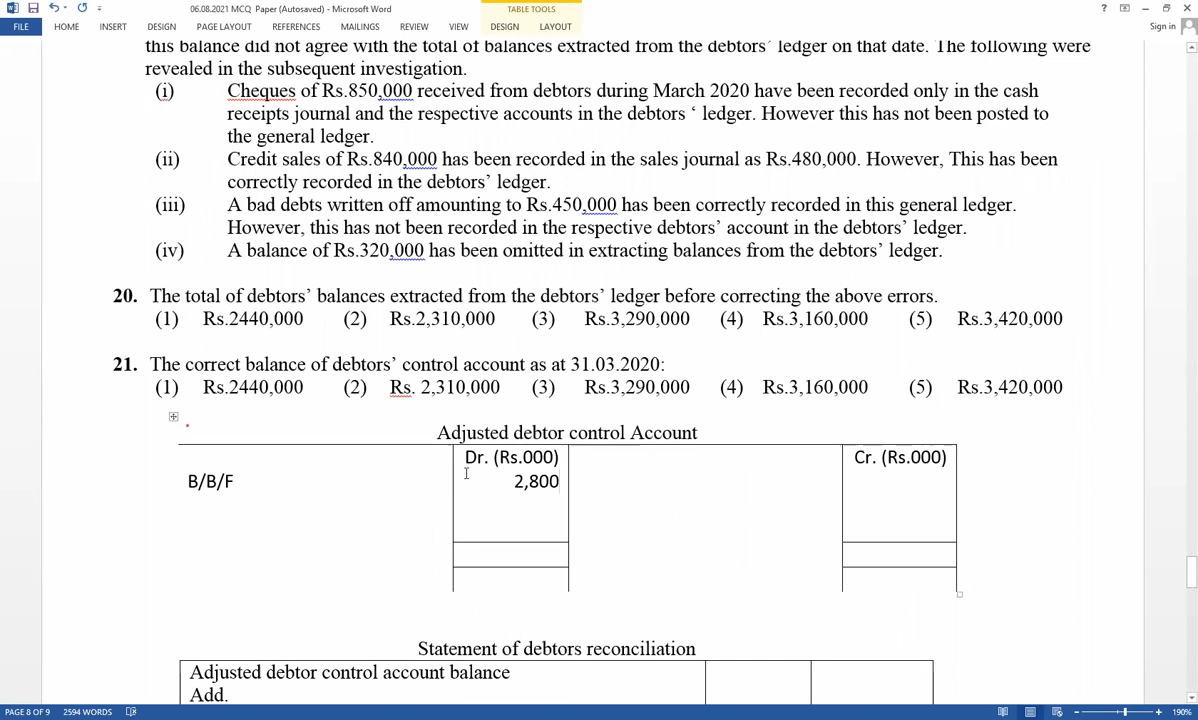 06.08.2021 MCQ Paper (Autosaved) - Microsoft Word
TABLE TOOLS
FILE HOME INSERT DESIGN PAGE LAYOUT REFERENCES MAILINGS REVIEW VIEW DESIGN LAYOUT
Sign in
this balance did not agree with the total of balances extracted from the debtors’ ledger on that date. The following were
revealed in the subsequent investigation.
(i) Cheques of Rs.850,000 received from debtors during March 2020 have been recorded only in the cash
receipts journal and the respective accounts in the debtors ‘ ledger. However this has not been posted to
the general ledger.
(ii) Credit sales of Rs.840,000 has been recorded in the sales journal as Rs.480,000. However, This has been
correctly recorded in the debtors’ ledger.
(iii) A bad debts written off amounting to Rs.450,000 has been correctly recorded in this general ledger.
However, this has not been recorded in the respective debtors’ account in the debtors’ ledger.
(iv) A balance of Rs.320,000 has been omitted in extracting balances from the debtors’ ledger.
20. The total of debtors’ balances extracted from the debtors’ ledger before correcting the above errors.
(1) Rs.2440,000 (2) Rs.2,310,000 (3) Rs.3,290,000 (4) Rs.3,160,000 (5) Rs.3,420,000
21. The correct balance of debtors’ control account as at 31.03.2020:
(1) Rs.2440,000 (2) Rs. 2,310,000 (3) Rs.3,290,000 (4) Rs.3,160,000 (5) Rs.3,420,000
Adjusted debtor control Account
Dr. (Rs.000) Cr. (Rs.000)
B/B/F 2,800
Statement of debtors reconciliation
Adjusted debtor control account balance
Add.
PAGE 8 OF 9 2594 WORDS 190%